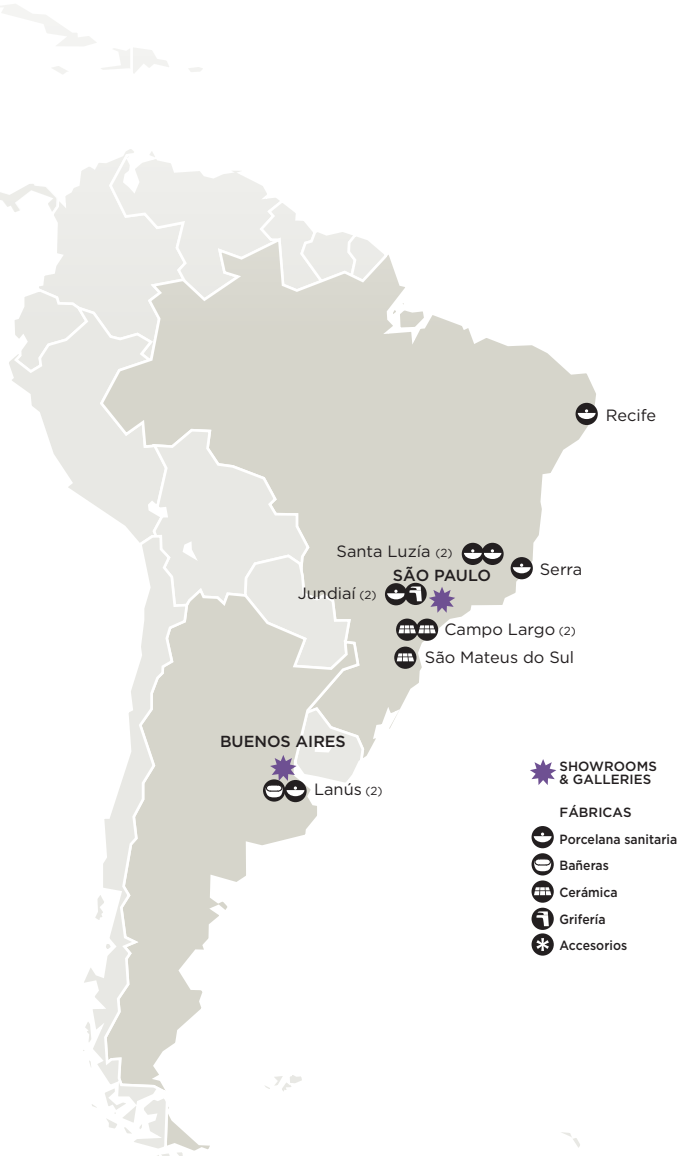 Recife
Santa Luzía (2)
Serra
SÃO PAULO
Jundiaí (2)
Campo Largo (2)
São Mateus do Sul
BUENOS AIRES
Lanús (2)
SHOWROOMS
& GALLERIES
FÁBRICAS
Porcelana sanitaria
Bañeras
Cerámica
Grifería
Accesorios